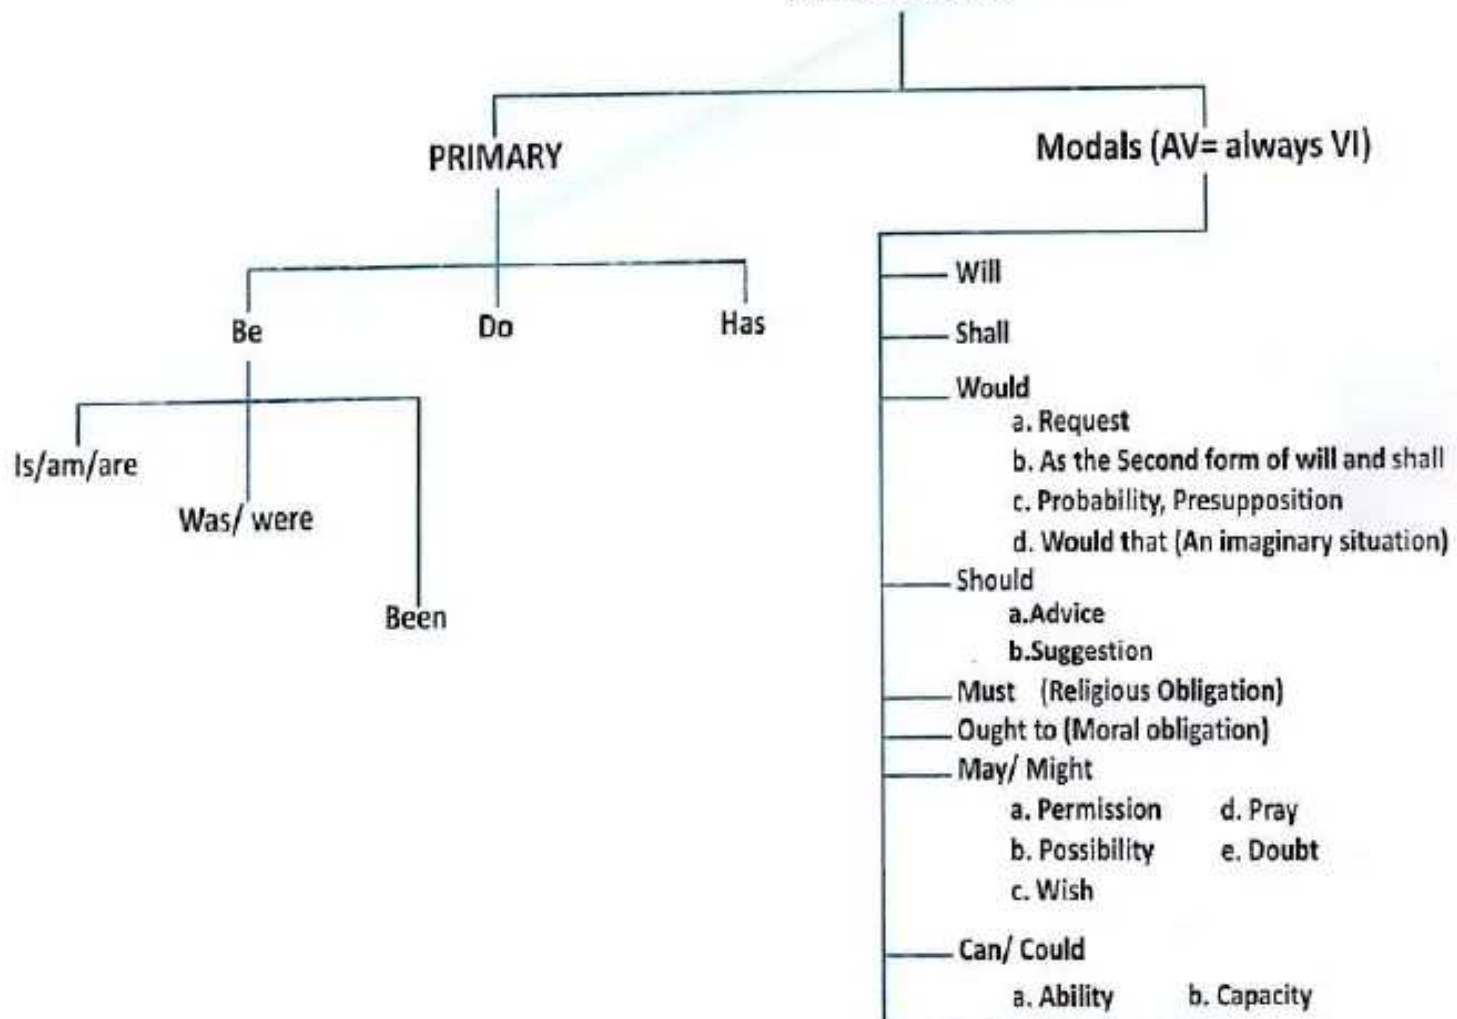 PRIMARY
Modals (AV= always VI)
Be
Do
Has
Is/am/are
Was/ were
Been
Will
Shall
Would
a. Request
b. As the Second form of will and shall
c. Probability, Presupposition
d. Would that (An imaginary situation)
Should
a.Advice
b.Suggestion
Must (Religious Obligation)
Ought to (Moral obligation)
May/ Might
a. Permission d. Pray
b. Possibility e. Doubt
c. Wish
Can/ Could
a. Ability b. Capacity